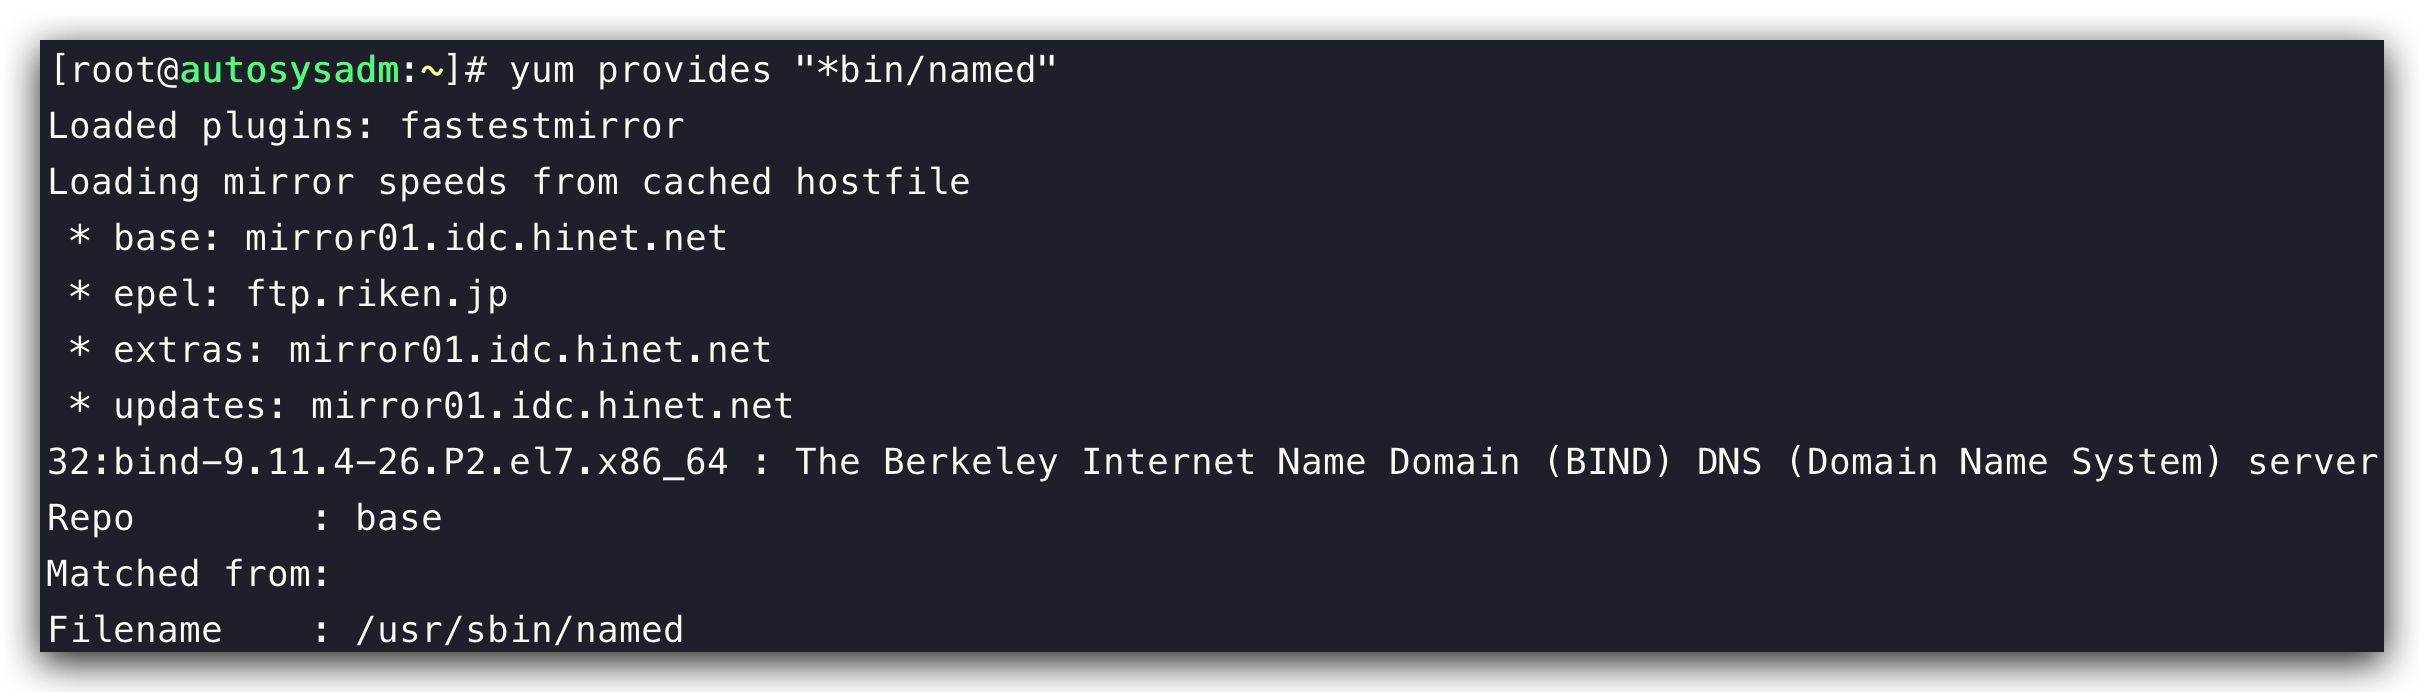 [root@autosysadm:~]# yum provides "*bin/named"
Loaded plugins: fastestmirror
Loading mirror speeds from cached hostfile
 * base: mirror01.idc.hinet.net
 * epel: ftp.riken.jp
 * extras: mirror01.idc.hinet.net
 * updates: mirror01.idc.hinet.net
32:bind-9.11.4-26.P2.el7.x86_64 : The Berkeley Internet Name Domain (BIND) DNS (Domain Name System) server
Repo        : base
Matched from:
Filename    : /usr/sbin/named